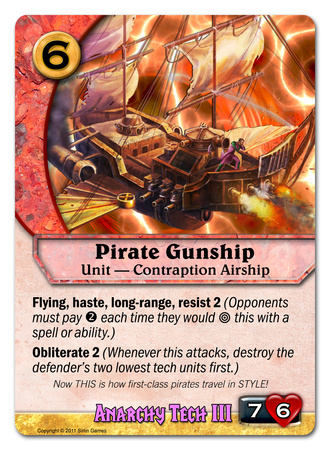 6
Pirate Gunship
Unit — Contraption Airship
Flying, haste, long-range, resist 2 (Opponents
must pay ❷ each time they would ◎ this with a
spell or ability.)
Obliterate 2 (Whenever this attacks, destroy the
defender's two lowest tech units first.)
Now THIS is how first-class pirates travel in STYLE!
Anarchy Tech III
7 6
Copyright © 2011 Sirlin Games